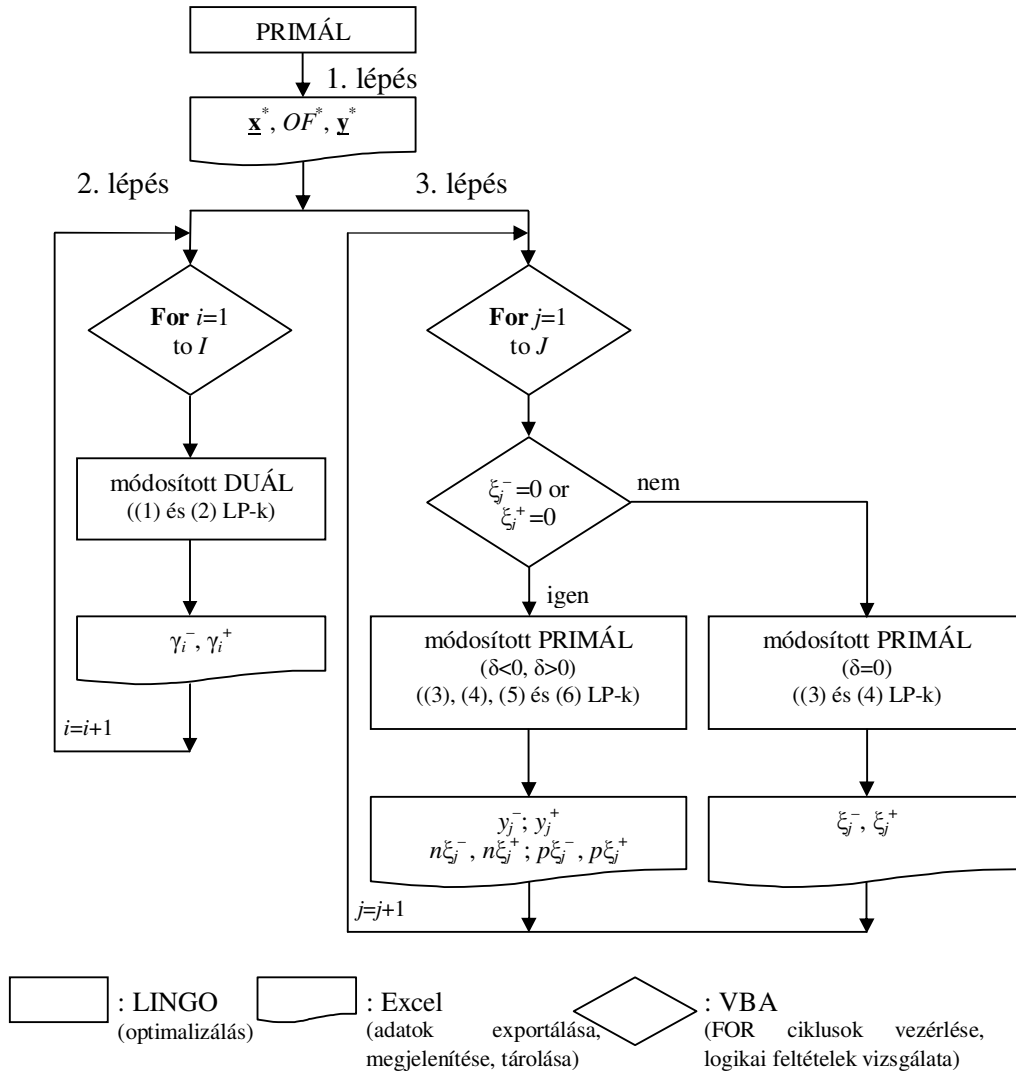 PRIMÁL
1. lépés
x*, OF*, y*
2. lépés
3. lépés
For i=1
to I
For j=1
to J
módosított DUÁL
((1) és (2) LP-k)
ξj⁻=0 or
ξj⁺=0
nem
igen
γi⁻, γi⁺
i=i+1
módosított PRIMÁL
(δ<0, δ>0)
((3), (4), (5) és (6) LP-k)
módosított PRIMÁL
(δ=0)
((3) és (4) LP-k)
yj⁻; yj⁺
nξj⁻, nξj⁺; pξj⁻, pξj⁺
ξj⁻, ξj⁺
j=j+1
: LINGO
(optimalizálás)
: Excel
(adatok exportálása,
megjelenítése, tárolása)
: VBA
(FOR ciklusok vezérlése,
logikai feltételek vizsgálata)